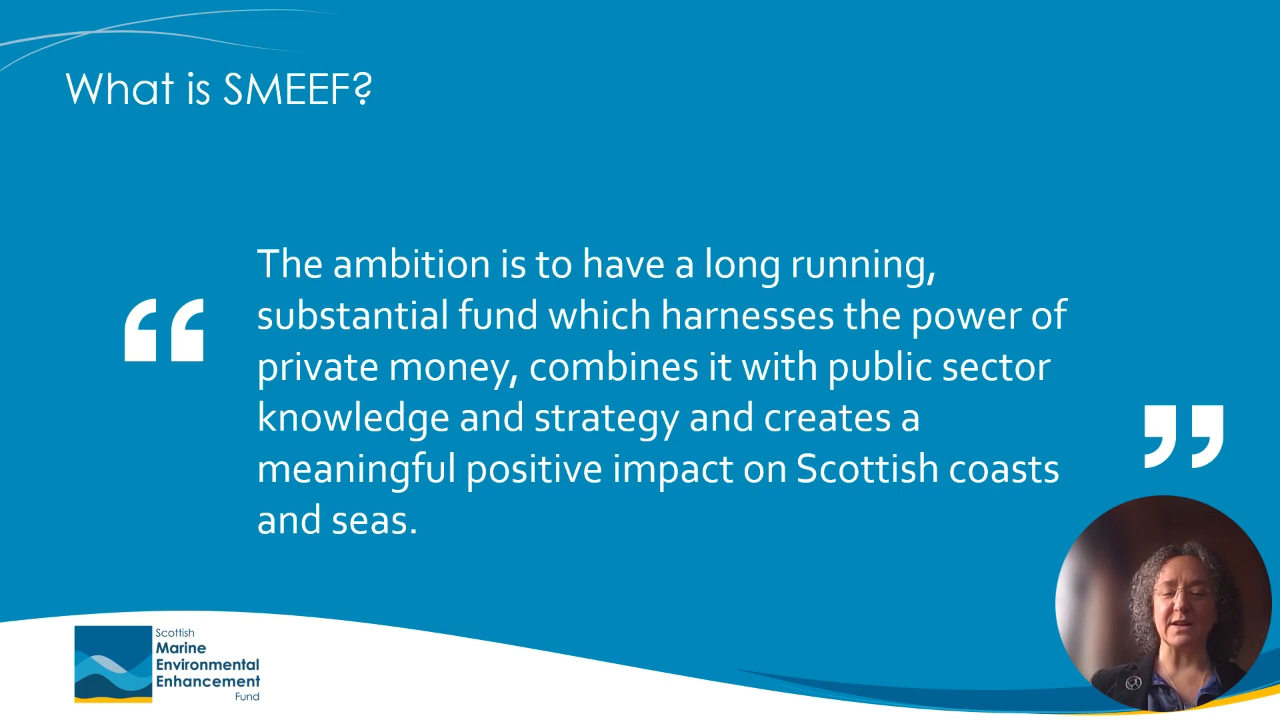 What is SMEEF?
“
The ambition is to have a long running,
substantial fund which harnesses the power of
private money, combines it with public sector
knowledge and strategy and creates a
meaningful positive impact on Scottish coasts
and seas.
”
Scottish
Marine
Environmental
Enhancement
Fund